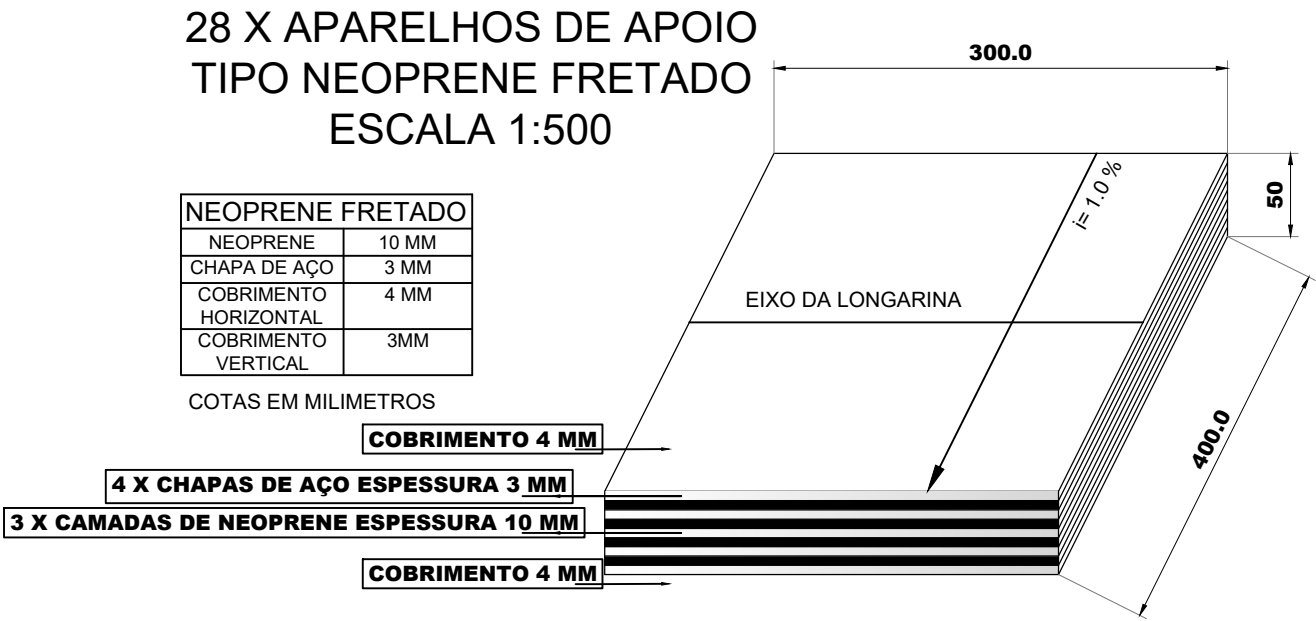 28 X APARELHOS DE APOIO
TIPO NEOPRENE FRETADO
ESCALA 1:500
300.0
50
i= 1.0 %
NEOPRENE FRETADO
NEOPRENE 10 MM
CHAPA DE AÇO 3 MM
COBRIMENTO 4 MM
HORIZONTAL
COBRIMENTO 3MM
VERTICAL
EIXO DA LONGARINA
COTAS EM MILIMETROS
400.0
COBRIMENTO 4 MM
4 X CHAPAS DE AÇO ESPESSURA 3 MM
3 X CAMADAS DE NEOPRENE ESPESSURA 10 MM
COBRIMENTO 4 MM